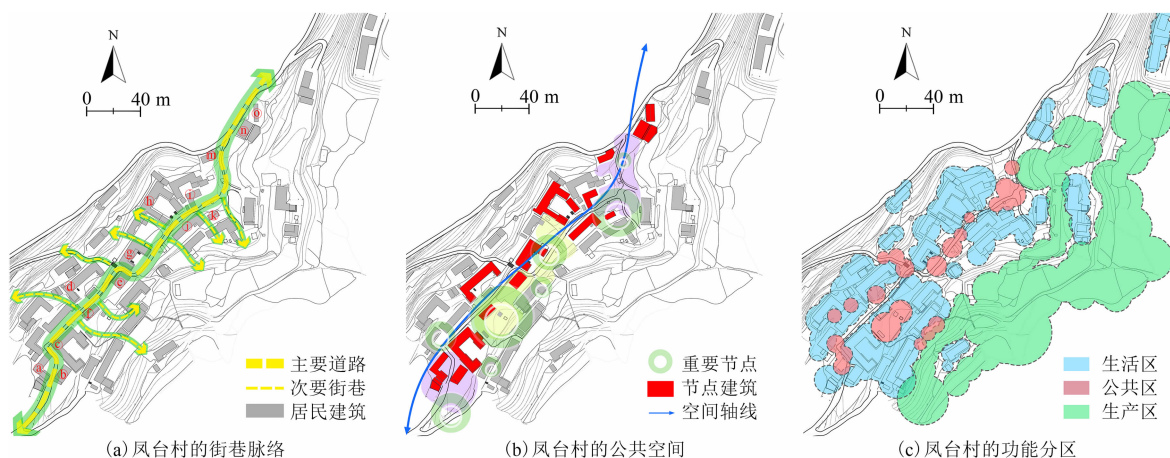 N
0 40 m
o
n
m
h
i
j
k
g
e
d
f
c
a
b
主要道路
次要街巷
居民建筑
(a)凤台村的街巷脉络
N
0 40 m
重要节点
节点建筑
空间轴线
(b)凤台村的公共空间
N
0 40 m
生活区
公共区
生产区
(c)凤台村的功能分区